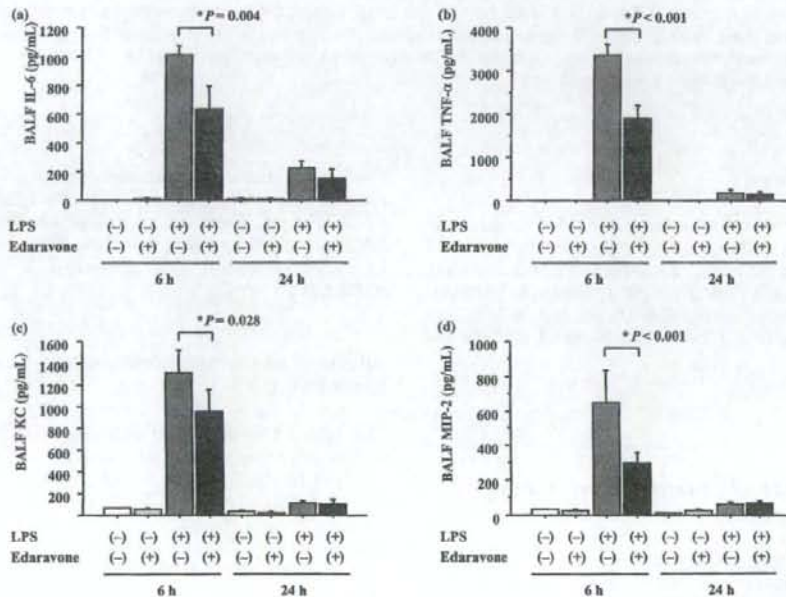 (a)
* P = 0.004
BALF IL-6 (pg/mL)
1200
1000
800
600
400
200
0
LPS (–) (–) (+) (+) (–) (–) (+) (+)
Edaravone (–) (+) (–) (+) (–) (+) (–) (+)
6 h 24 h
(b)
* P < 0.001
BALF TNF-α (pg/mL)
4000
3000
2000
1000
0
LPS (–) (–) (+) (+) (–) (–) (+) (+)
Edaravone (–) (+) (–) (+) (–) (+) (–) (+)
6 h 24 h
(c)
* P = 0.028
BALF KC (pg/mL)
1600
1400
1200
1000
800
600
400
200
LPS (–) (–) (+) (+) (–) (–) (+) (+)
Edaravone (–) (+) (–) (+) (–) (+) (–) (+)
6 h 24 h
(d)
* P < 0.001
BALF MIP-2 (pg/mL)
1000
800
600
400
200
0
LPS (–) (–) (+) (+) (–) (–) (+) (+)
Edaravone (–) (+) (–) (+) (–) (+) (–) (+)
6 h 24 h